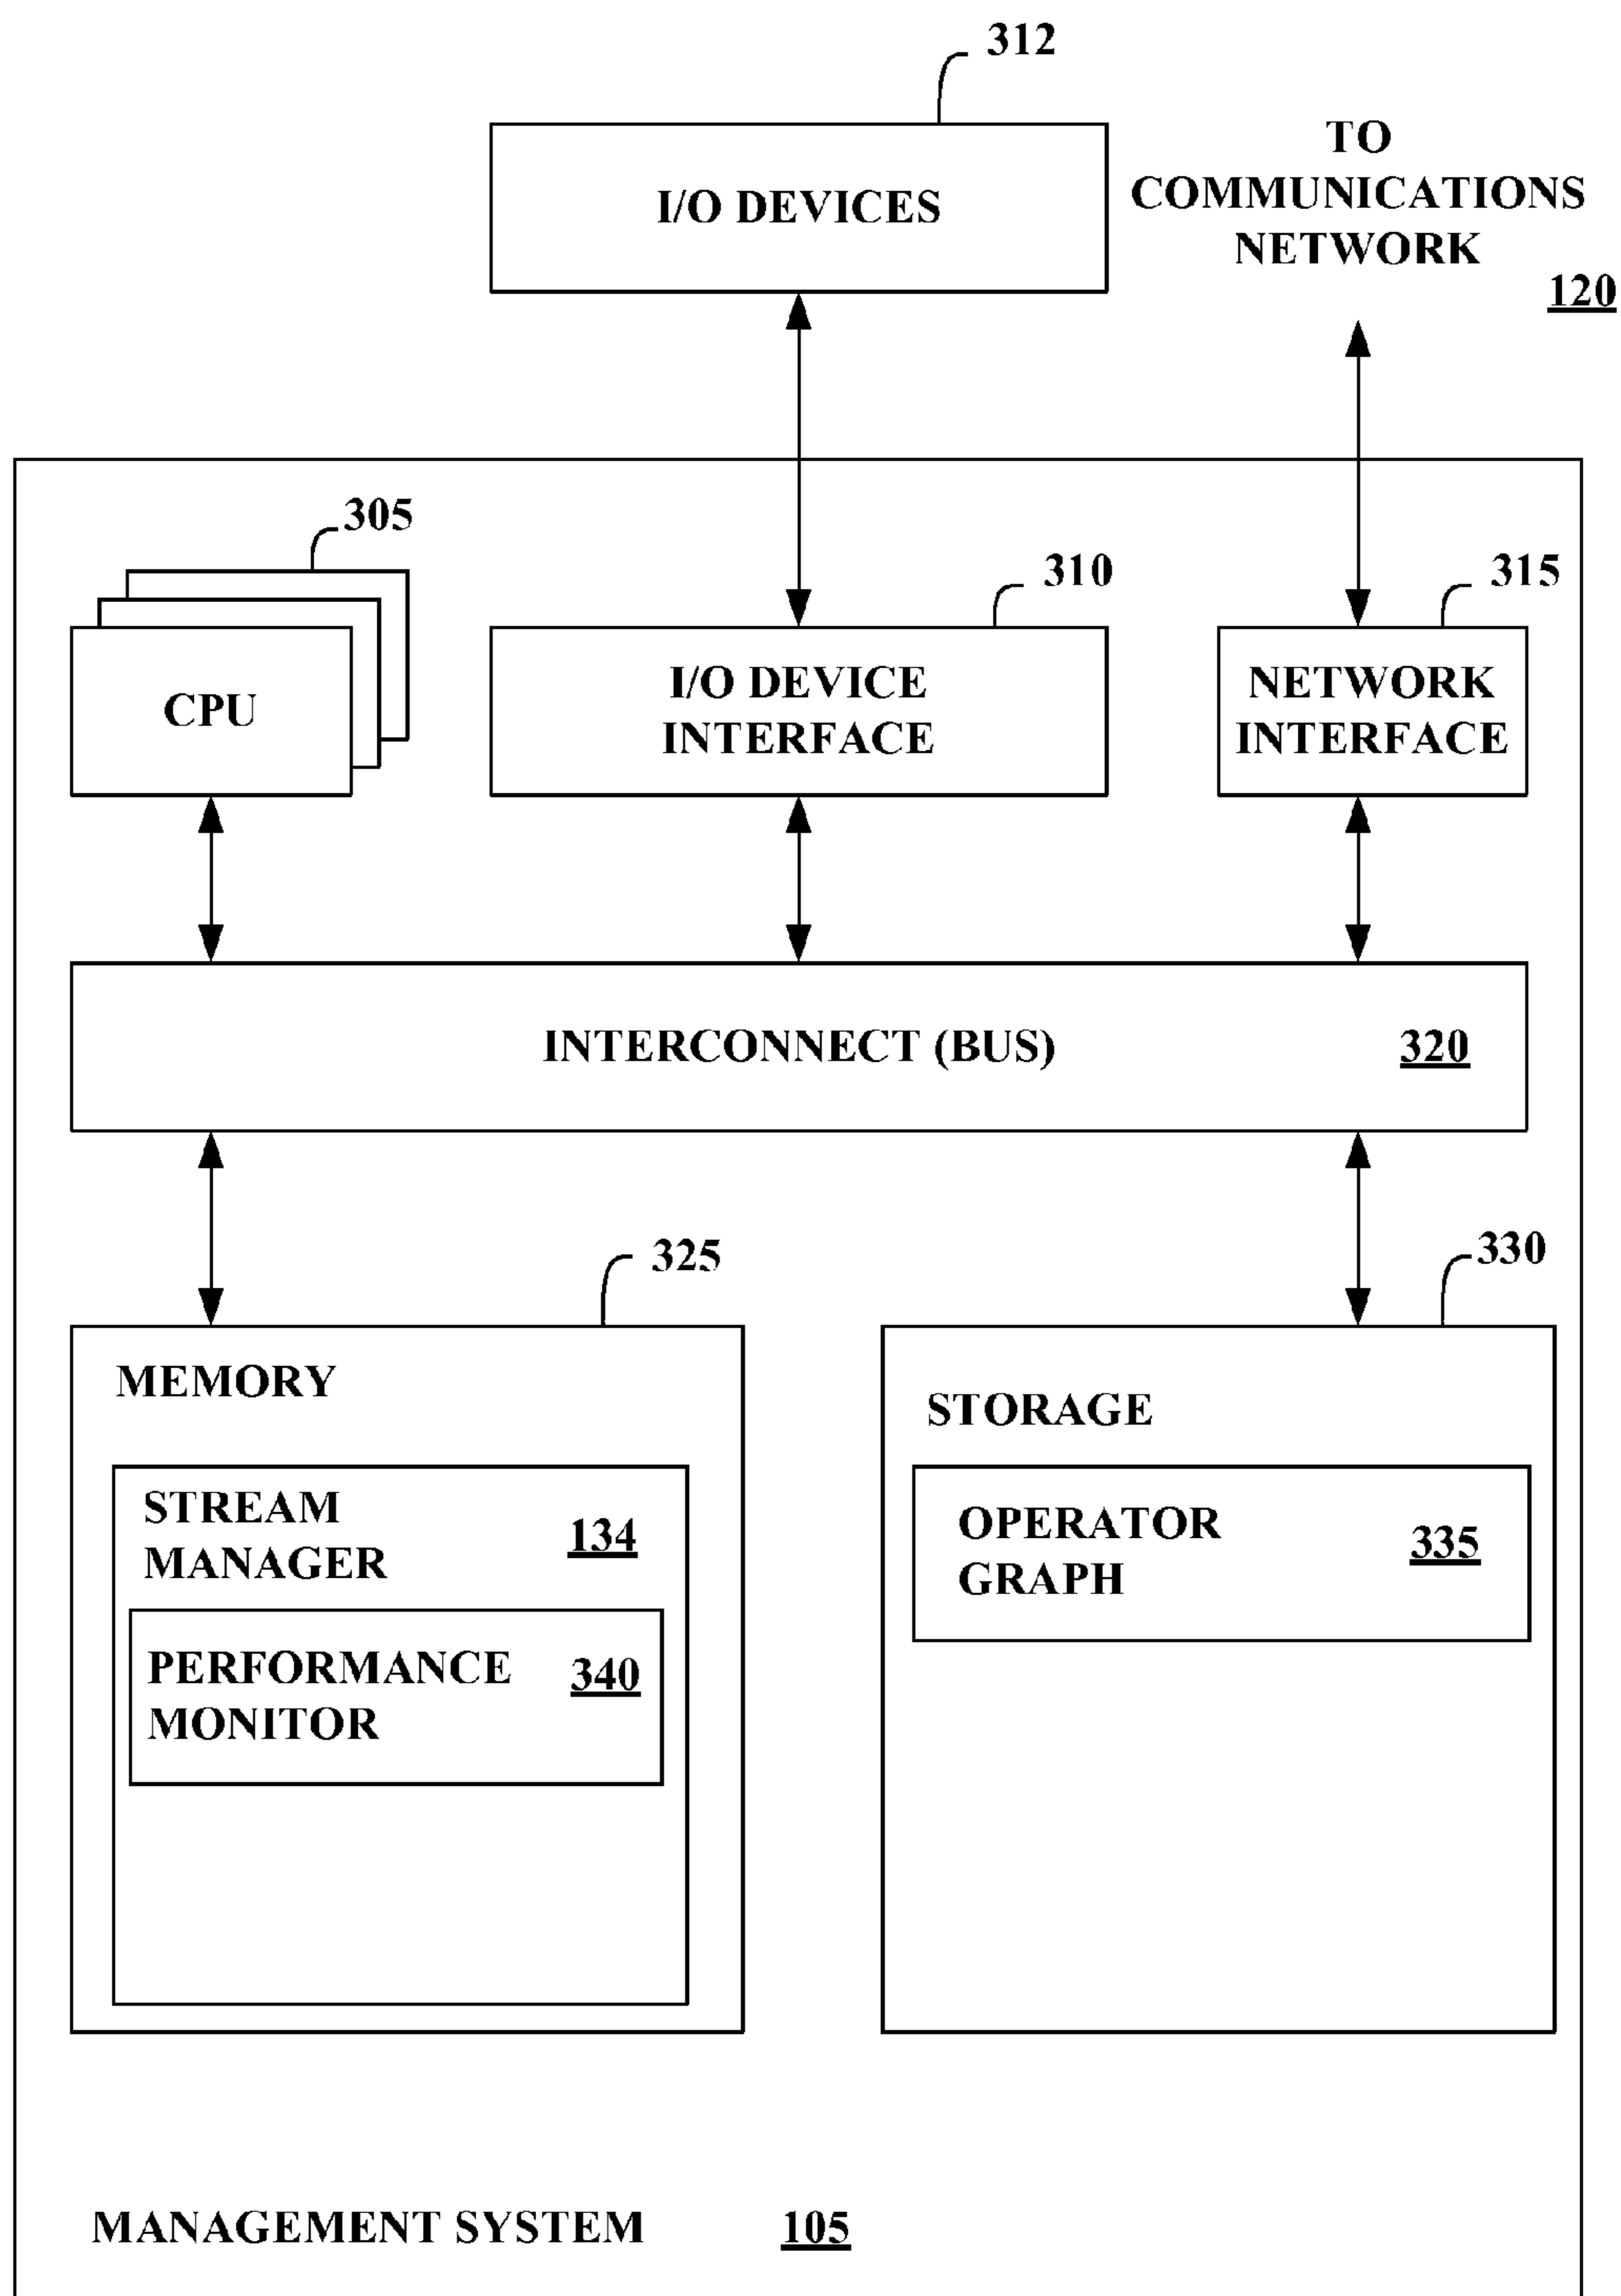 312
I/O DEVICES
TO
COMMUNICATIONS
NETWORK
120
305
CPU
310
I/O DEVICE
INTERFACE
315
NETWORK
INTERFACE
INTERCONNECT (BUS)
320
325
MEMORY
STREAM
MANAGER
134
PERFORMANCE
MONITOR
340
330
STORAGE
OPERATOR
GRAPH
335
MANAGEMENT SYSTEM
105